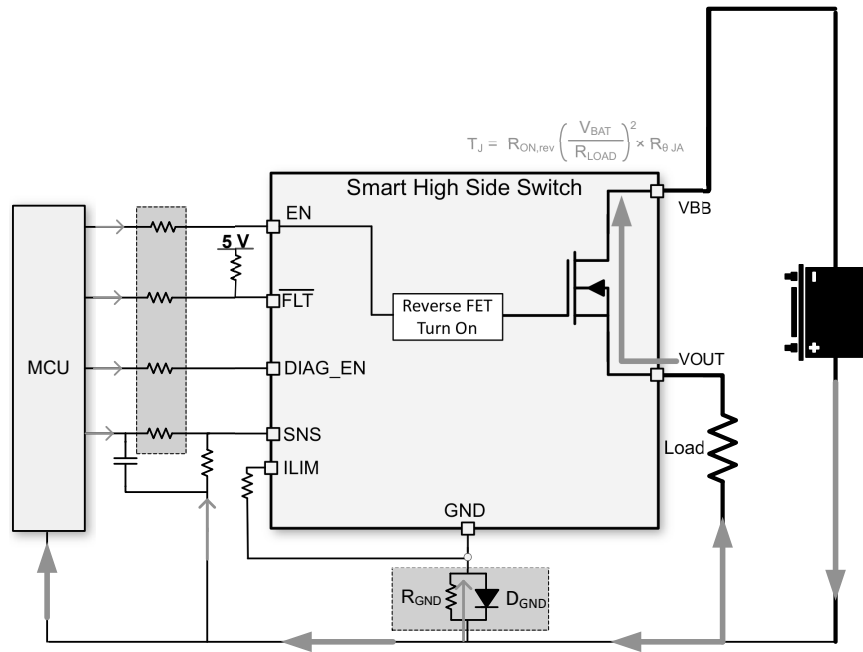 T_J = R_ON,rev (V_BAT / R_LOAD)^2 × R_θJA
Smart High Side Switch
VBB
EN
5 V
FLT
Reverse FET
Turn On
MCU
DIAG_EN
VOUT
SNS
Load
ILIM
GND
R_GND
D_GND
-
+